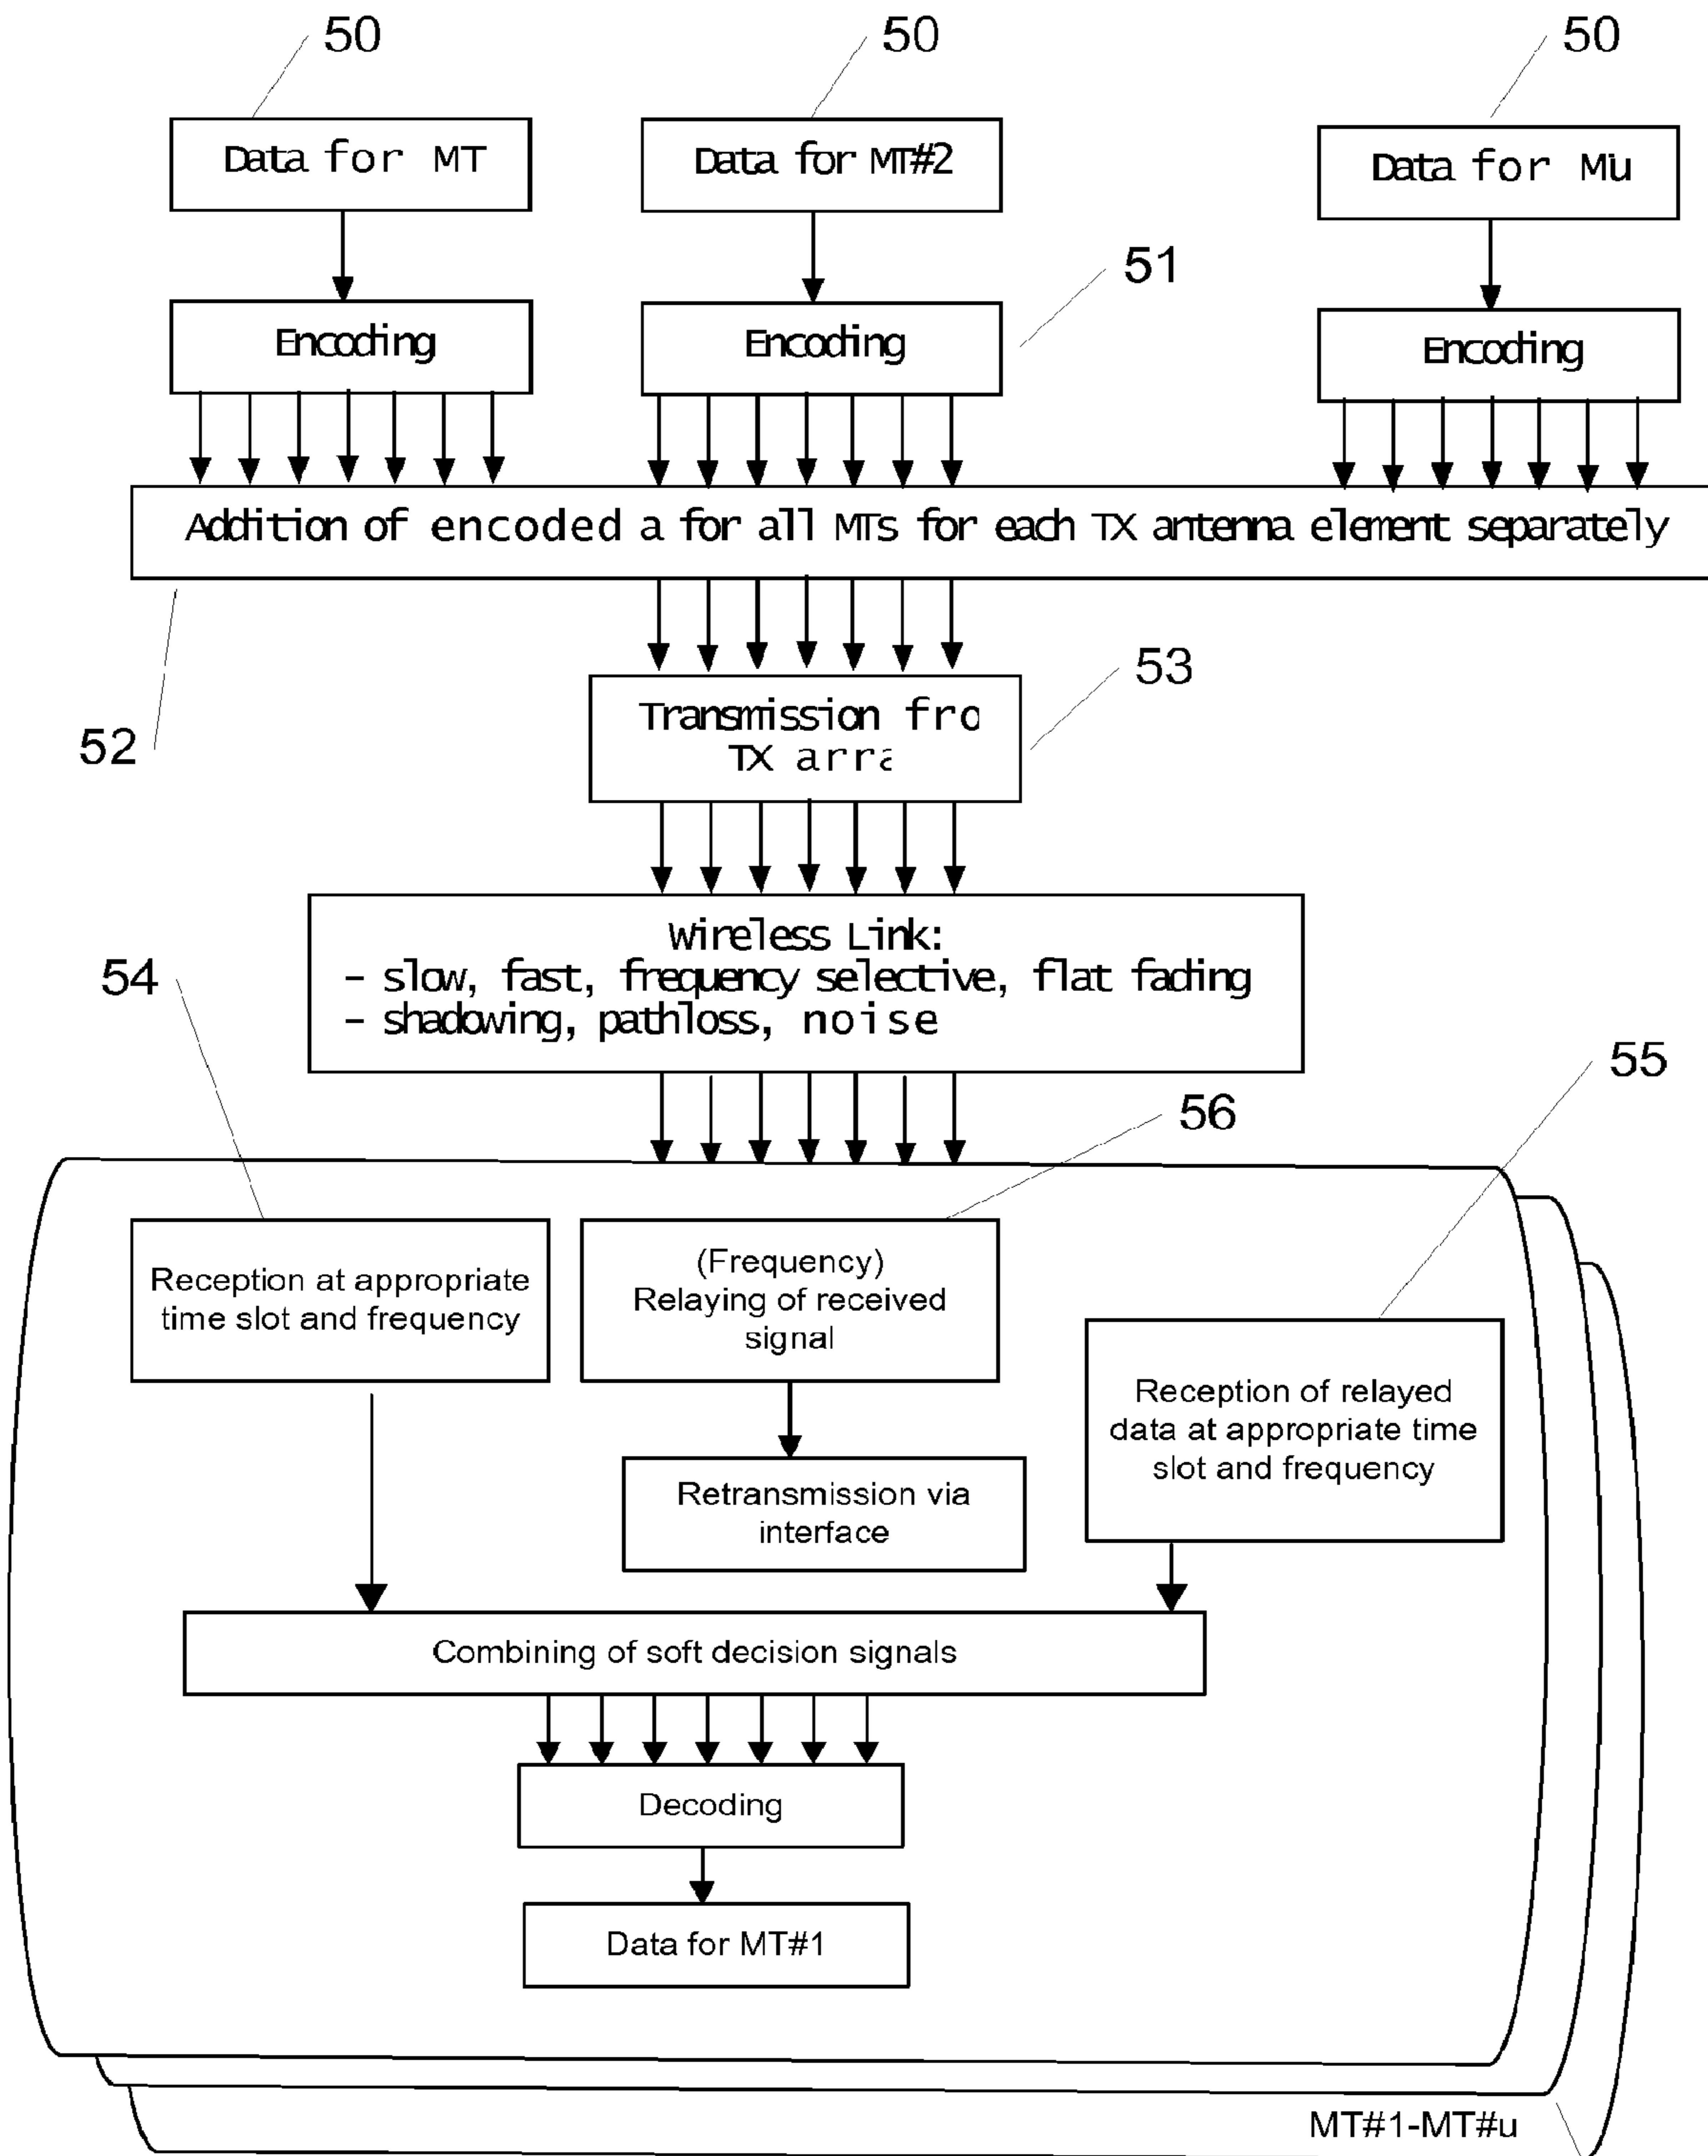 50
50
50
Data for MT
Data for MT#2
Data for Mu
51
Encoding
Encoding
Encoding
Addition of encoded a for all MTs for each TX antenna element separately
52
53
Transmission fro
TX arra
Wireless Link:
- slow, fast, frequency selective, flat fading
- shadowing, pathloss, noise
54
55
56
Reception at appropriate
time slot and frequency
(Frequency)
Relaying of received
signal
Reception of relayed
data at appropriate time
slot and frequency
Retransmission via
interface
Combining of soft decision signals
Decoding
Data for MT#1
MT#1-MT#u